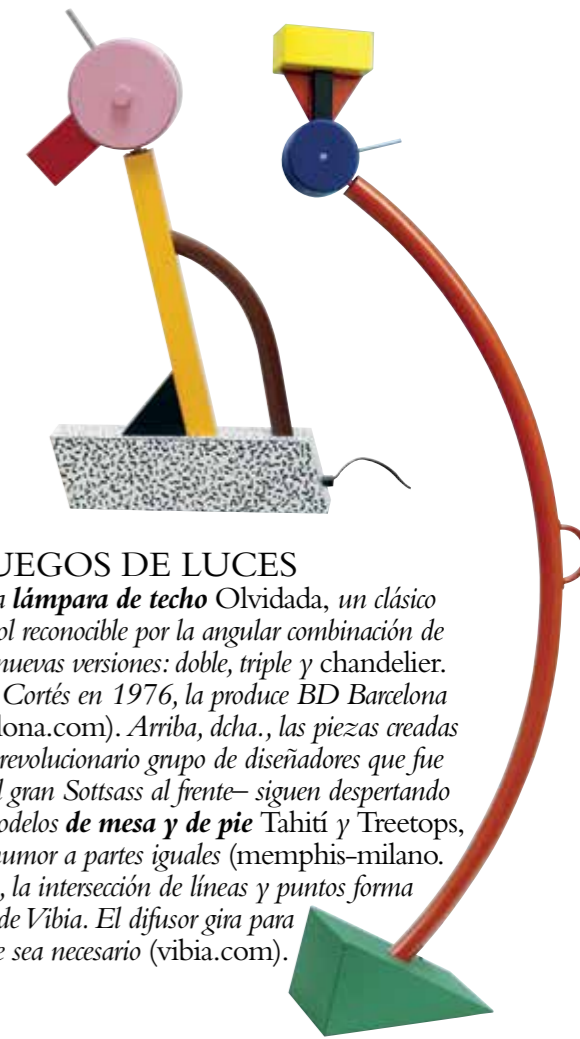 UEGOS DE LUCES
a lámpara de techo Olvidada, un clásico
ol reconocible por la angular combinación de
nuevas versiones: doble, triple y chandelier.
Cortés en 1976, la produce BD Barcelona
lona.com). Arriba, dcha., las piezas creadas
revolucionario grupo de diseñadores que fue
l gran Sottsass al frente– siguen despertando
odelos de mesa y de pie Tahití y Treetops,
umor a partes iguales (memphis-milano.
, la intersección de líneas y puntos forma
de Vibia. El difusor gira para
e sea necesario (vibia.com).